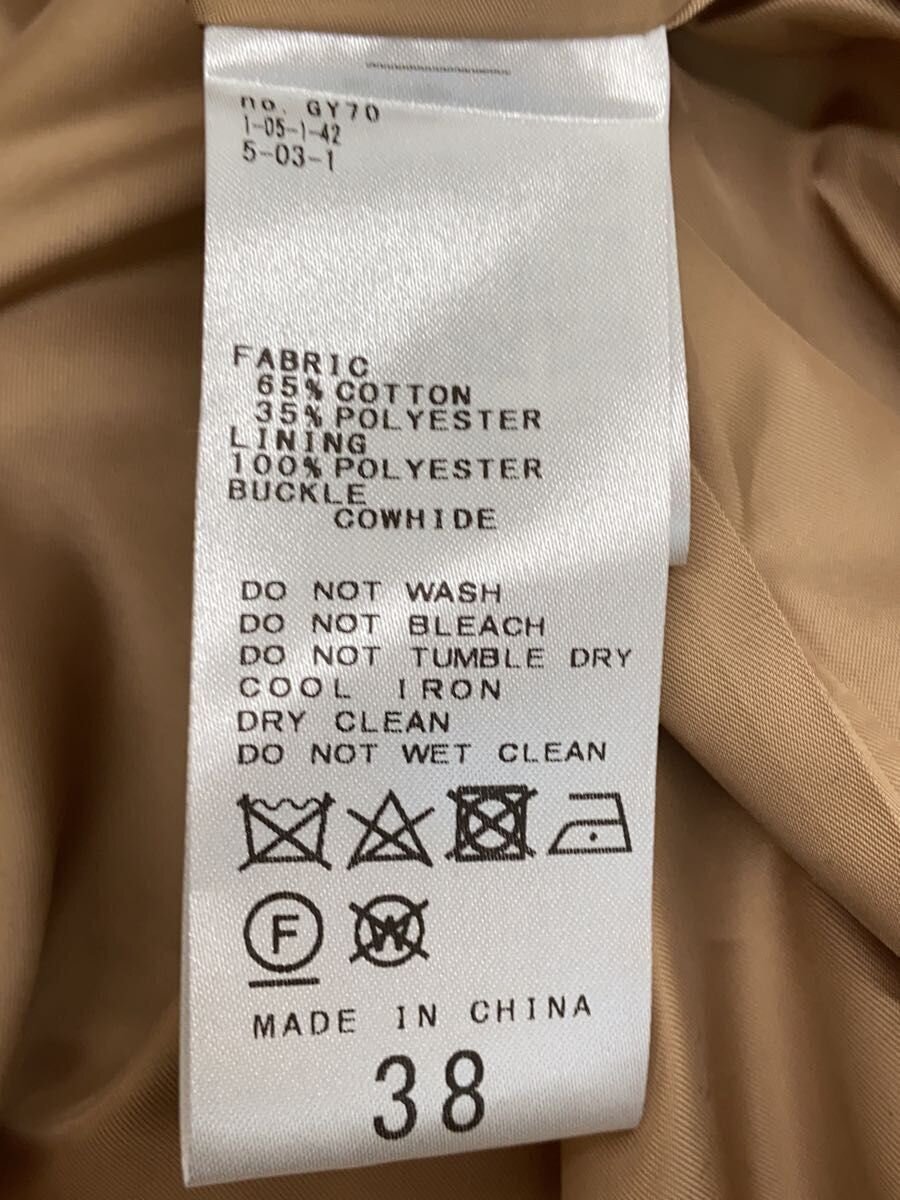 no. GY70
1-05-1-42
5-03-1
FABRIC
65% COTTON
35% POLYESTER
LINING
100% POLYESTER
BUCKLE
COWHIDE
DO NOT WASH
DO NOT BLEACH
DO NOT TUMBLE DRY
COOL IRON
DRY CLEAN
DO NOT WET CLEAN
F W
MADE IN CHINA
38